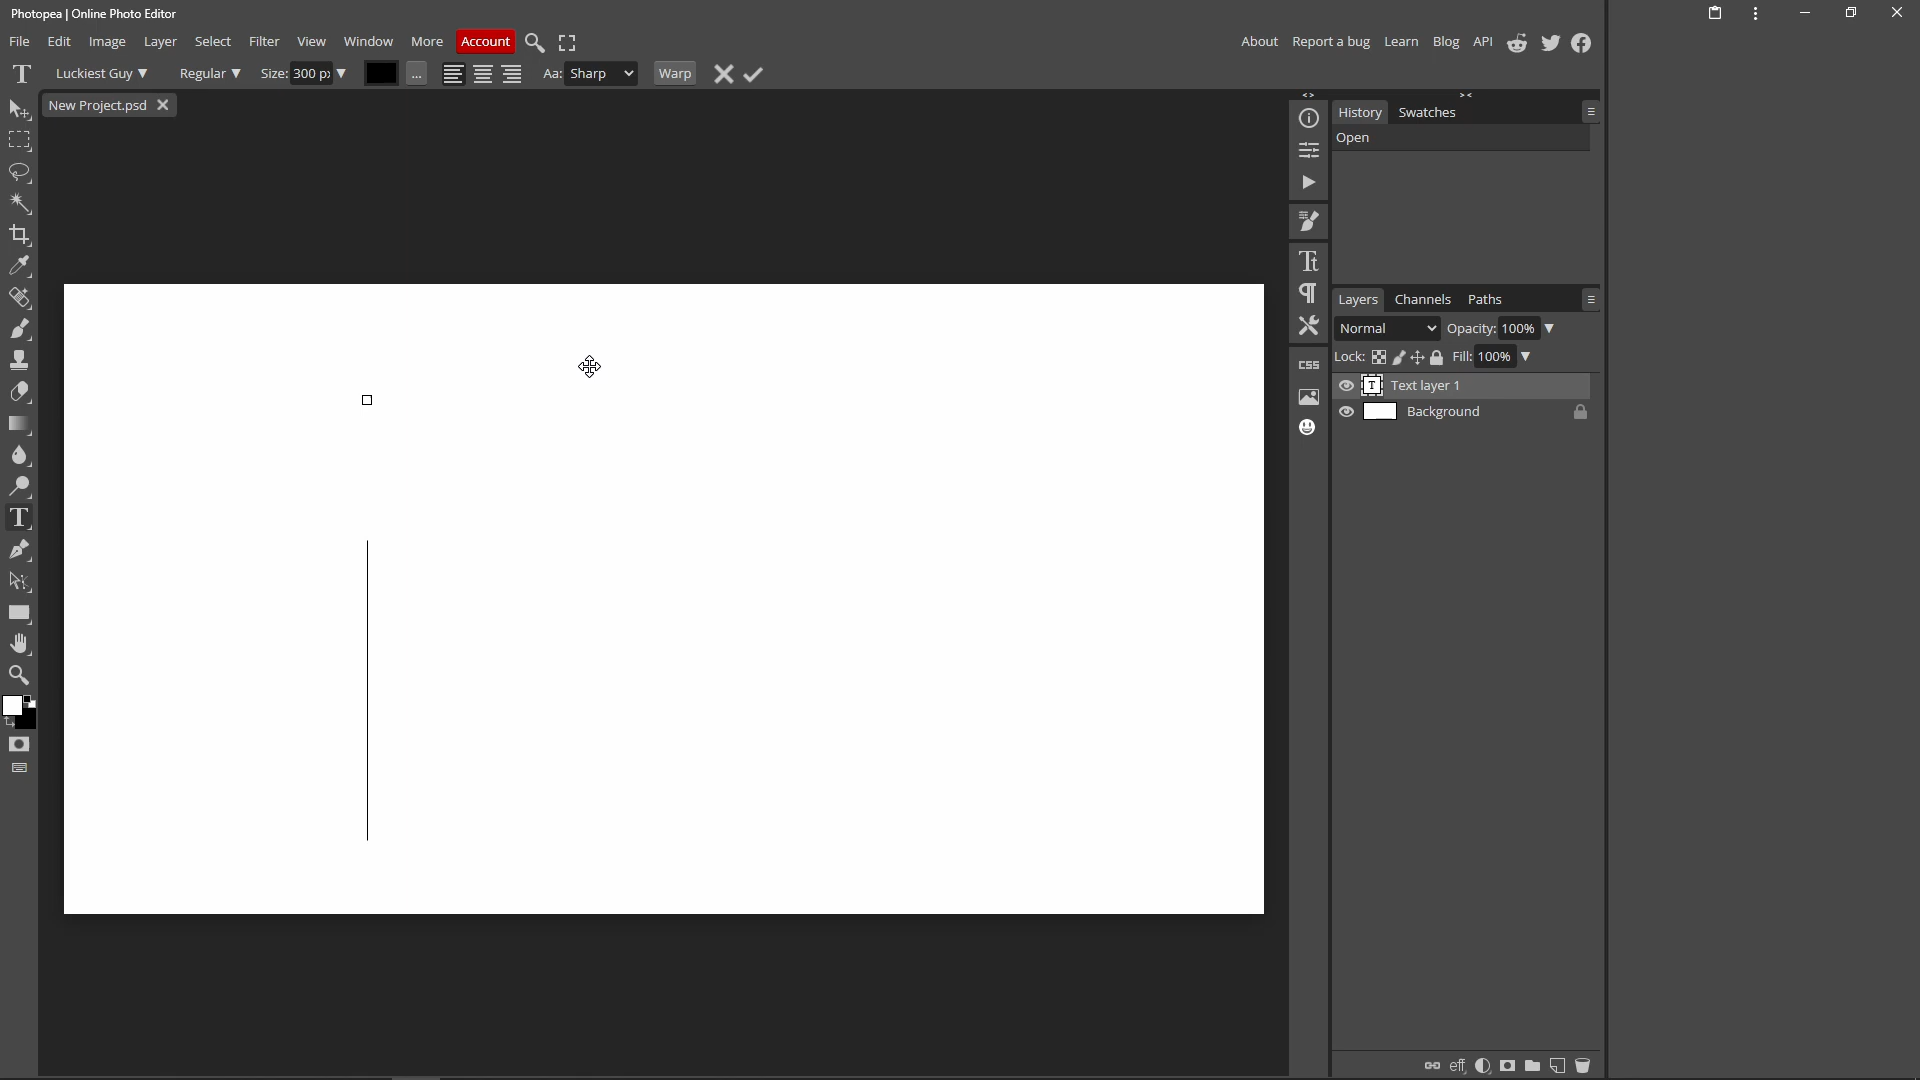 Photopea | Online Photo Editor
File Edit Image Layer Select Filter View Window More Account About Report a bug Learn Blog API
T Luckiest Guy ▼ Regular ▼ Size: 300 px ▼ ... Aa: Sharp Warp
New Project.psd
History Swatches
Open
Layers Channels Paths
Normal Opacity: 100% ▼
Lock: Fill: 100% ▼
T Text layer 1
Background
CSS
T
eff